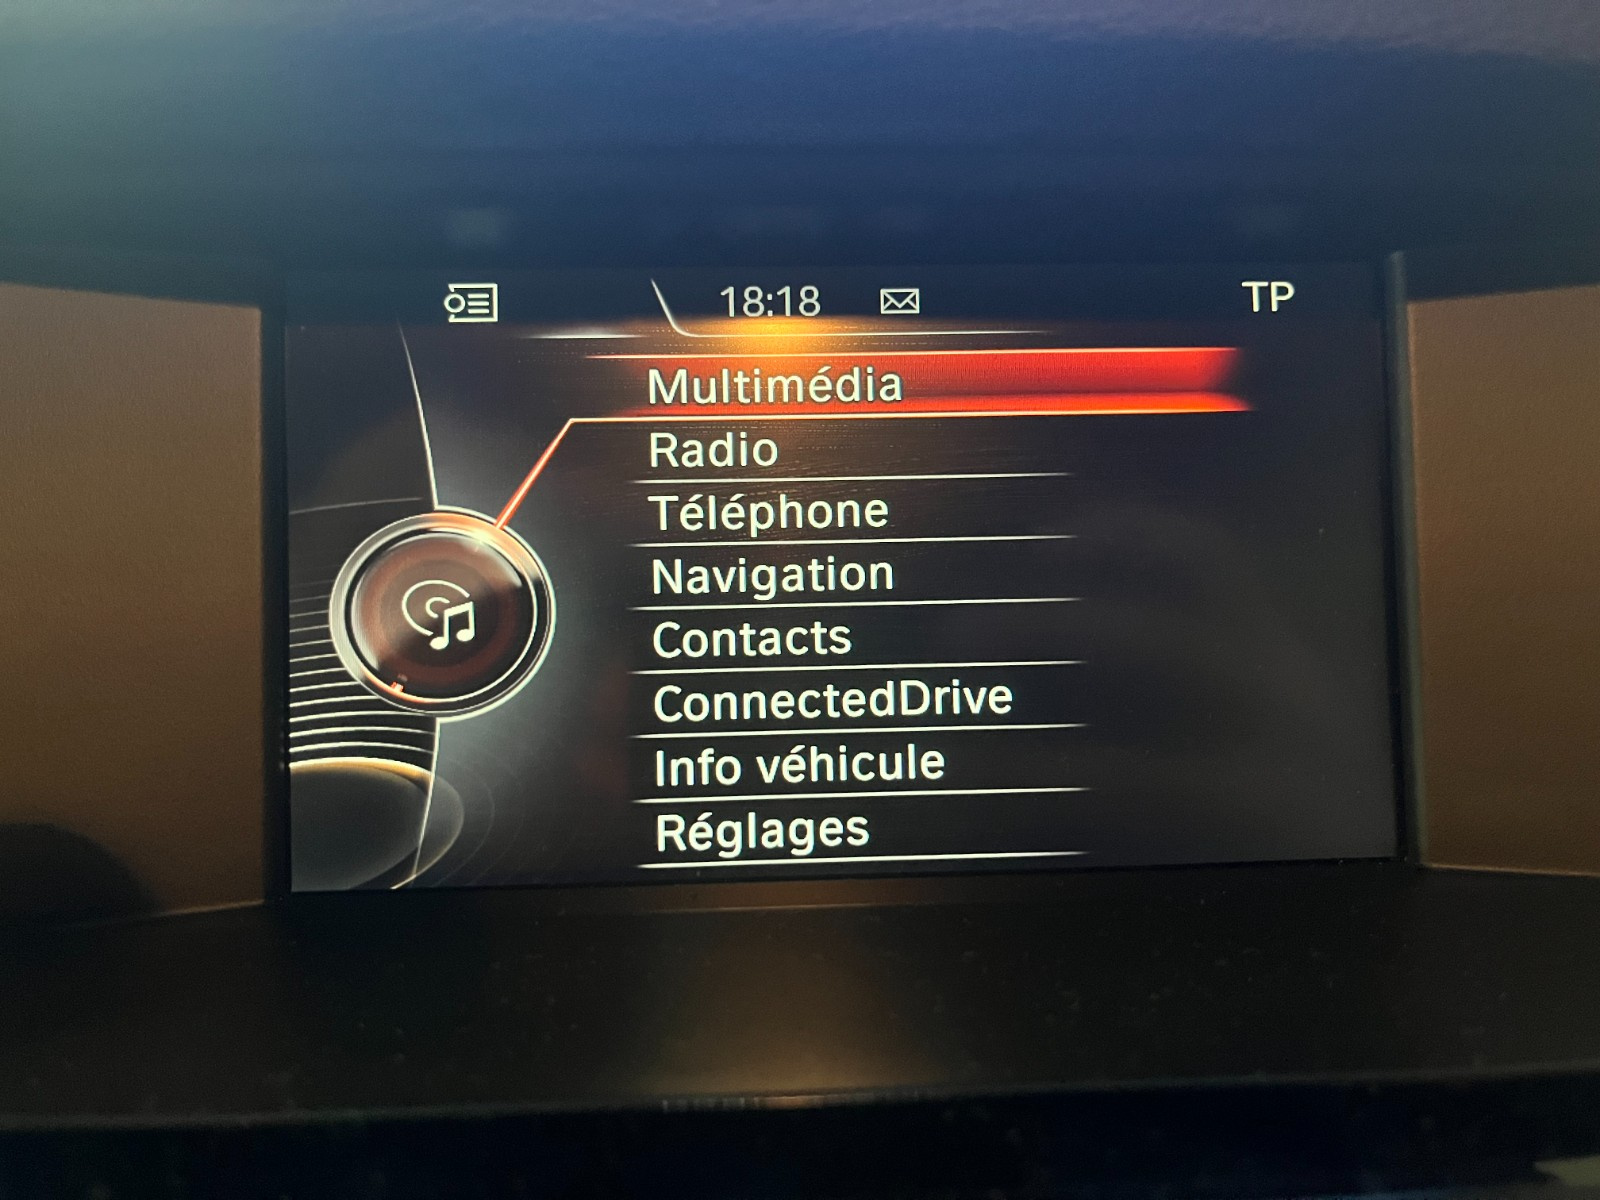 18:18
TP
Multimédia
Radio
Téléphone
Navigation
Contacts
ConnectedDrive
Info véhicule
Réglages